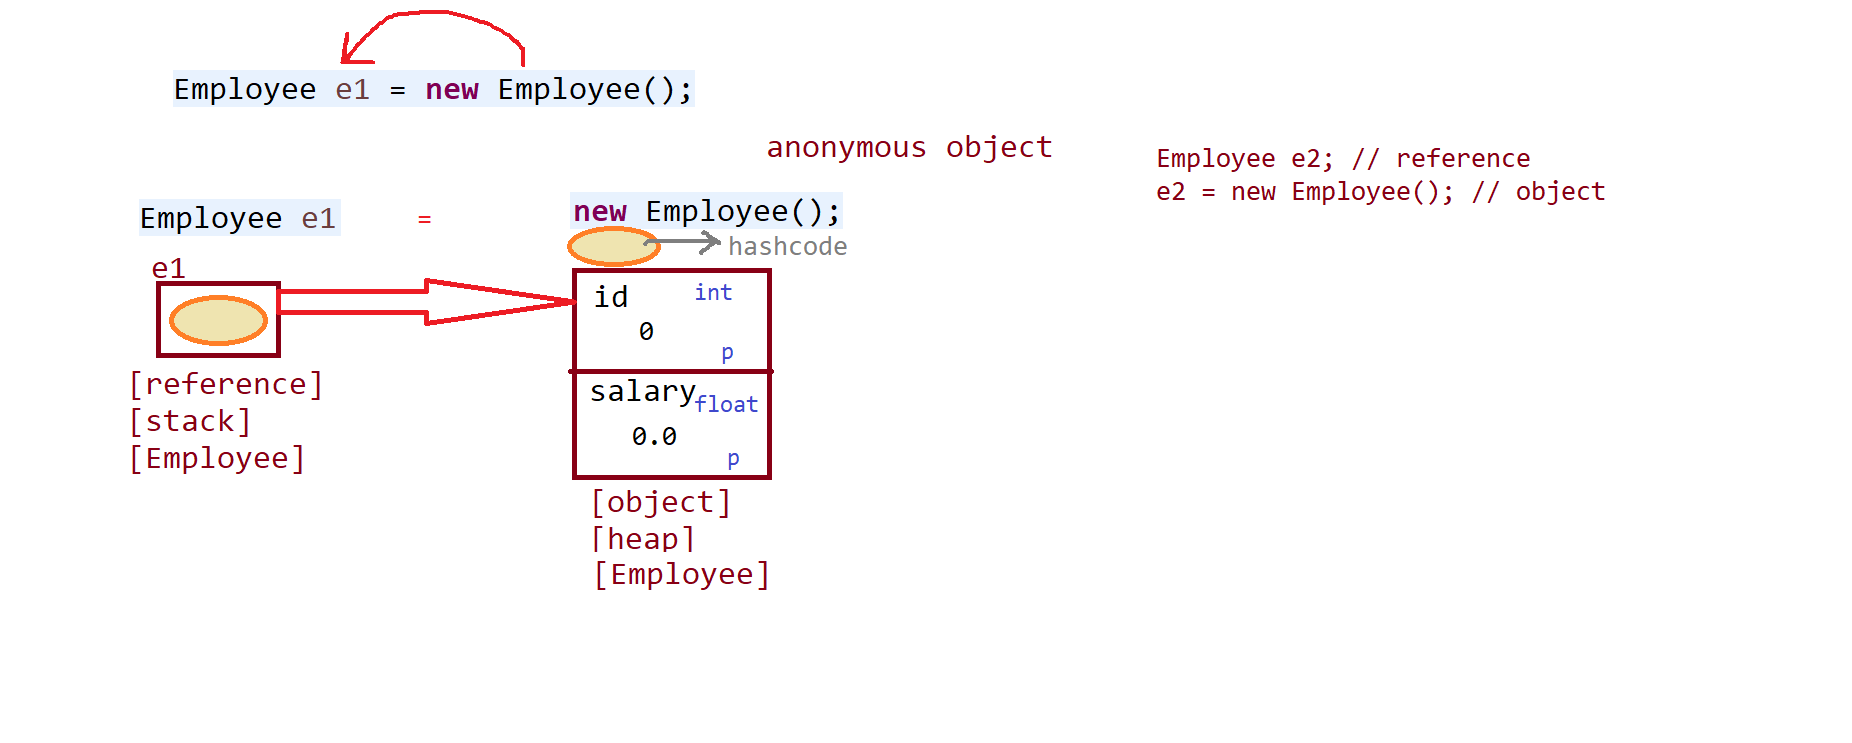 Employee e1 = new Employee();
anonymous object
Employee e2; // reference
e2 = new Employee(); // object
Employee e1 = new Employee();
hashcode
e1
id int
0
p
salary float
0.0
p
[reference]
[stack]
[Employee]
[object]
[heap]
[Employee]